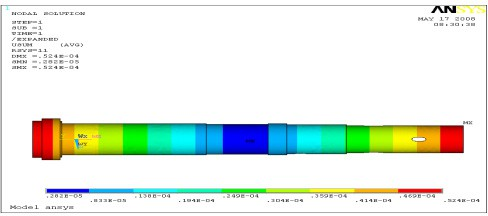 1
NODAL SOLUTION
ANSYS
STEP=1
SUB =1
TIME=1
/EXPANDED
USUM (AVG)
RSYS=11
DMX =.524E-04
SMN =.282E-05
SMX =.524E-04
MAY 17 2008
08:30:38
MX
.282E-05
.833E-05
.138E-04
.194E-04
.249E-04
.304E-04
.359E-04
.414E-04
.469E-04
.524E-04
Model ansys